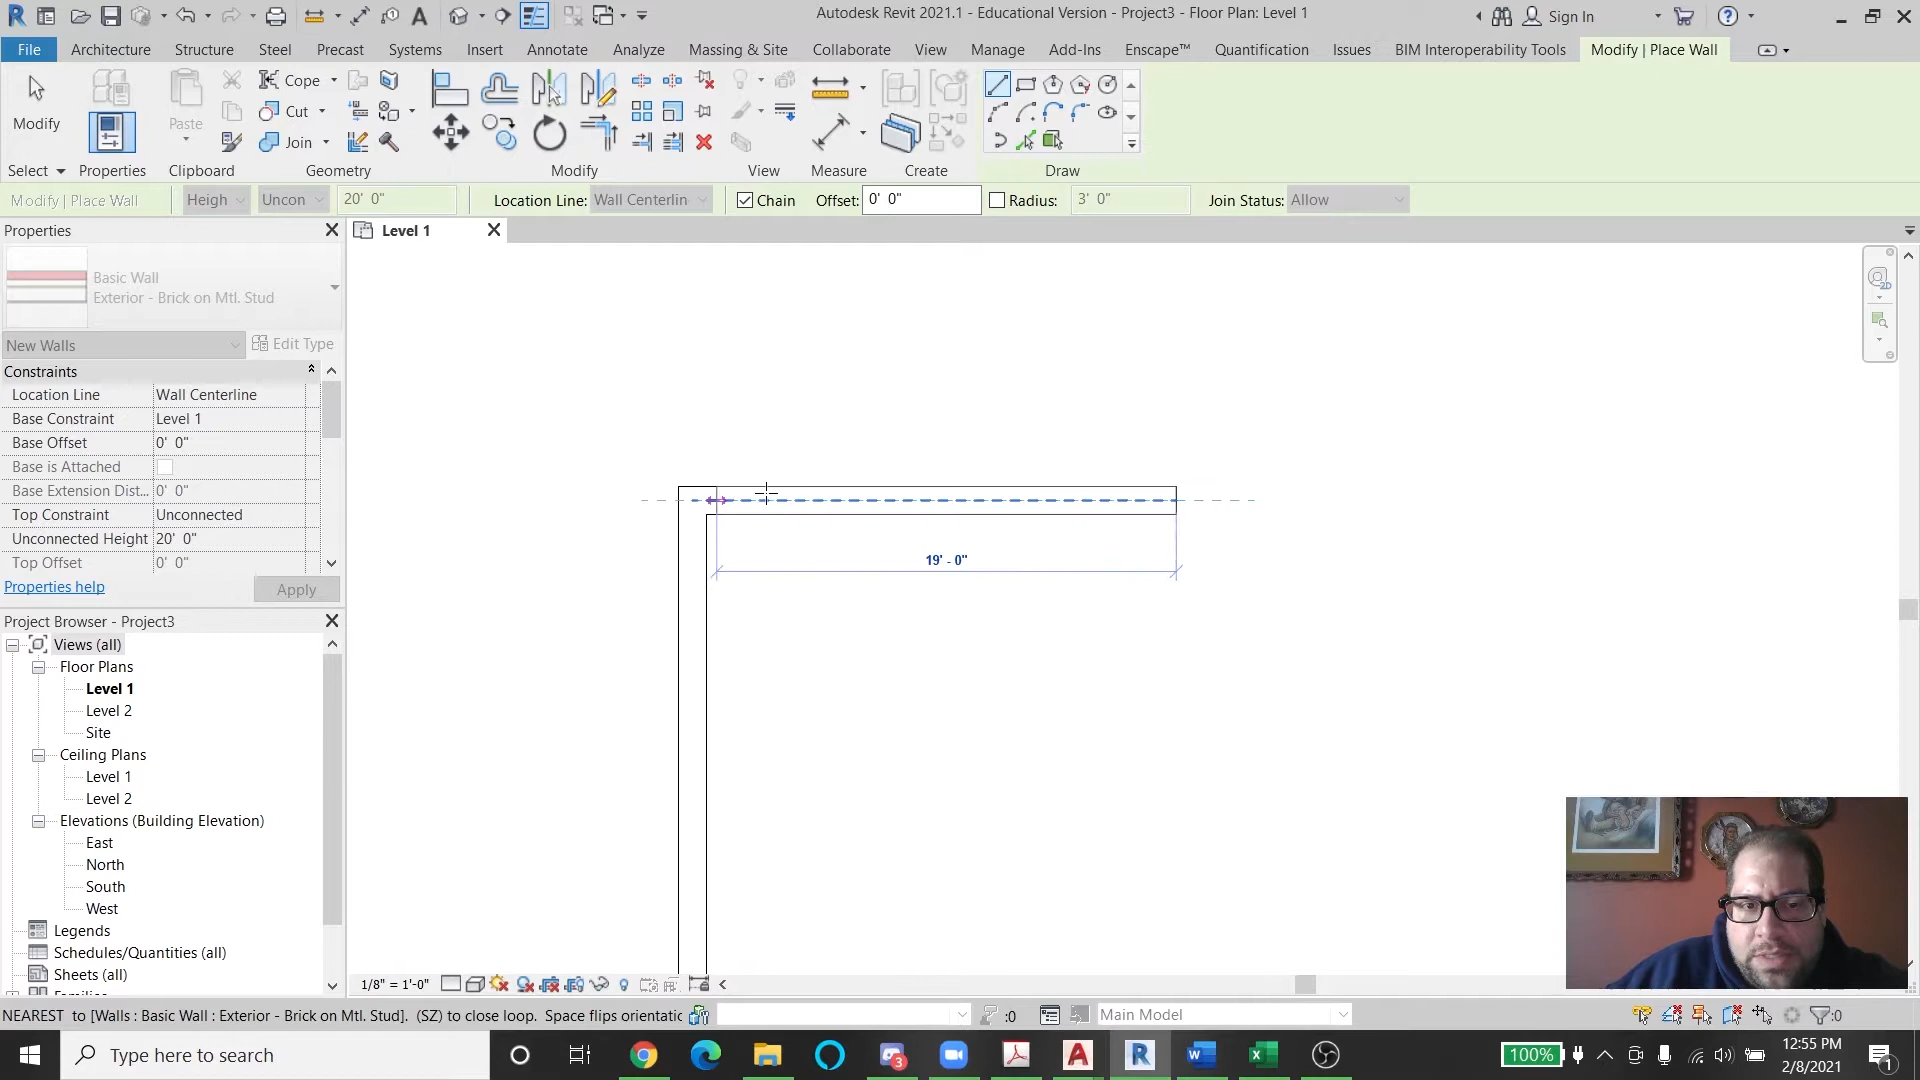 Autodesk Revit 2021.1 - Educational Version - Project3 - Floor Plan: Level 1
Sign In
File Architecture Structure Steel Precast Systems Insert Annotate Analyze Massing & Site Collaborate View Manage Add-Ins Enscape™ Quantification Issues BIM Interoperability Tools Modify | Place Wall
Modify
Paste
Cope
Cut
Join
Select Properties Clipboard Geometry Modify View Measure Create Draw
Modify | Place Wall Heigh Uncon 20' 0" Location Line: Wall Centerlin Chain Offset: 0' 0" Radius: 3' 0" Join Status: Allow
Properties
Level 1
Basic Wall
Exterior - Brick on Mtl. Stud
New Walls Edit Type
Constraints
Location Line Wall Centerline
Base Constraint Level 1
Base Offset 0' 0"
Base is Attached
Base Extension Dist... 0' 0"
Top Constraint Unconnected
Unconnected Height 20' 0"
Top Offset 0' 0"
Properties help Apply
19' - 0"
2D
Project Browser - Project3
Views (all)
Floor Plans
Level 1
Level 2
Site
Ceiling Plans
Level 1
Level 2
Elevations (Building Elevation)
East
North
South
West
Legends
Schedules/Quantities (all)
Sheets (all)
1/8" = 1'-0"
NEAREST to [Walls : Basic Wall : Exterior - Brick on Mtl. Stud]. (SZ) to close loop. Space flips orientatic
:0
Main Model
:0
Type here to search
3
100%
12:55 PM
2/8/2021
1